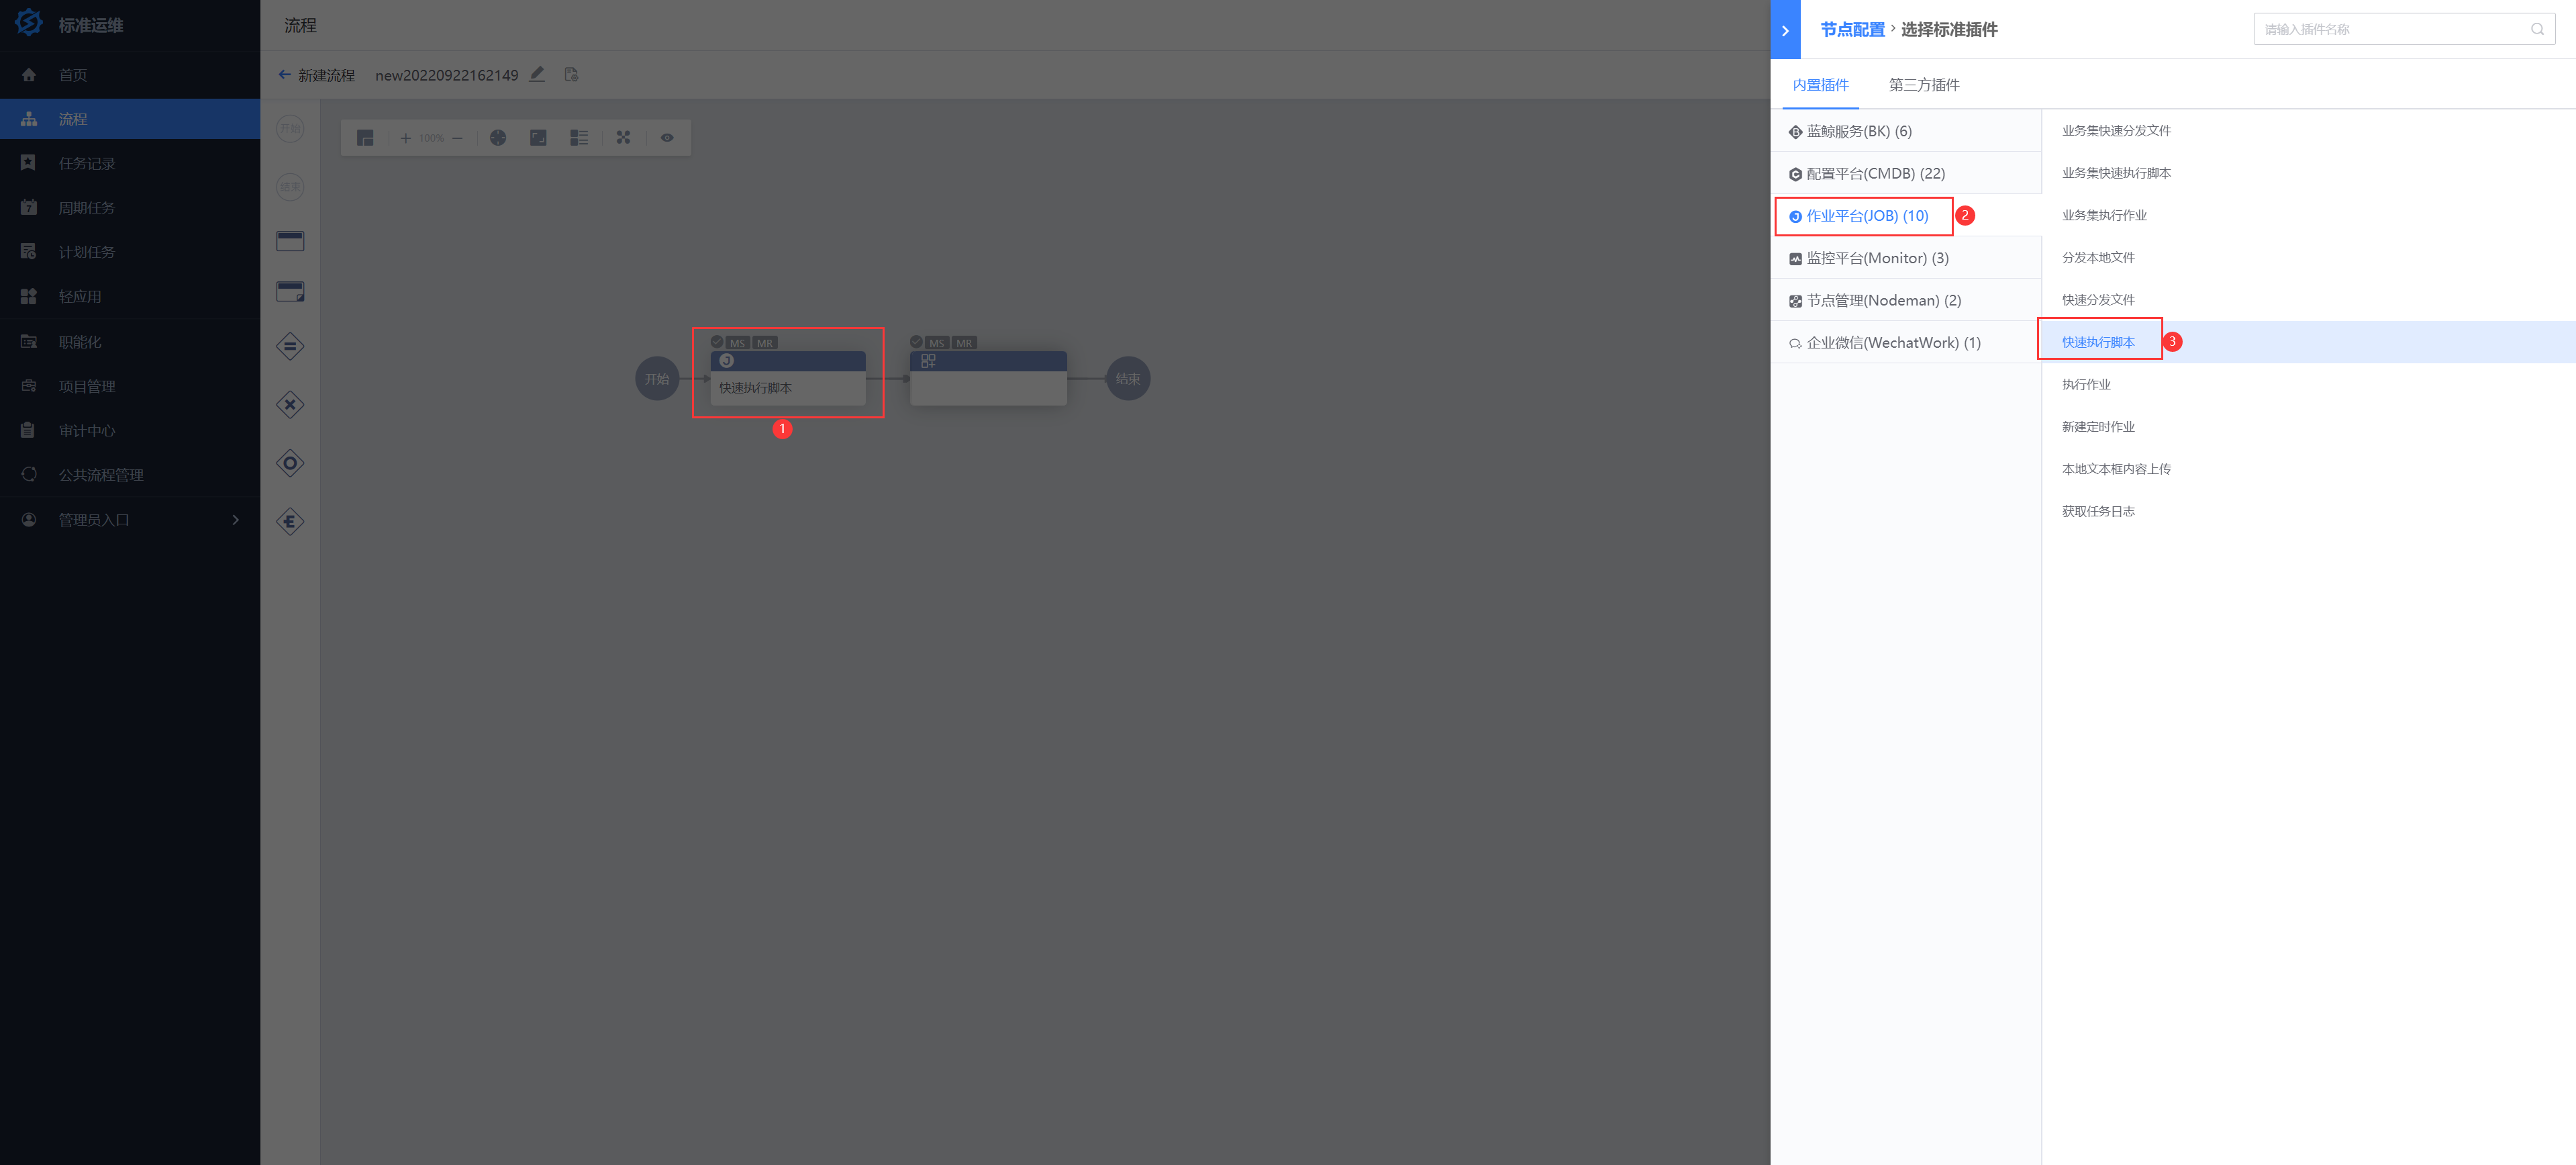 标准运维
首页
流程
任务记录
周期任务
计划任务
轻应用
职能化
项目管理
审计中心
公共流程管理
管理员入口
流程
新建流程 new20220922162149
开始
结束
100%
开始
MS MR
快速执行脚本
1
MS MR
结束
节点配置 > 选择标准插件
请输入插件名称
内置插件 第三方插件
蓝鲸服务(BK) (6)
配置平台(CMDB) (22)
作业平台(JOB) (10)
2
监控平台(Monitor) (3)
节点管理(Nodeman) (2)
企业微信(WechatWork) (1)
业务集快速分发文件
业务集快速执行脚本
业务集执行作业
分发本地文件
快速分发文件
快速执行脚本
3
执行作业
新建定时作业
本地文本框内容上传
获取任务日志